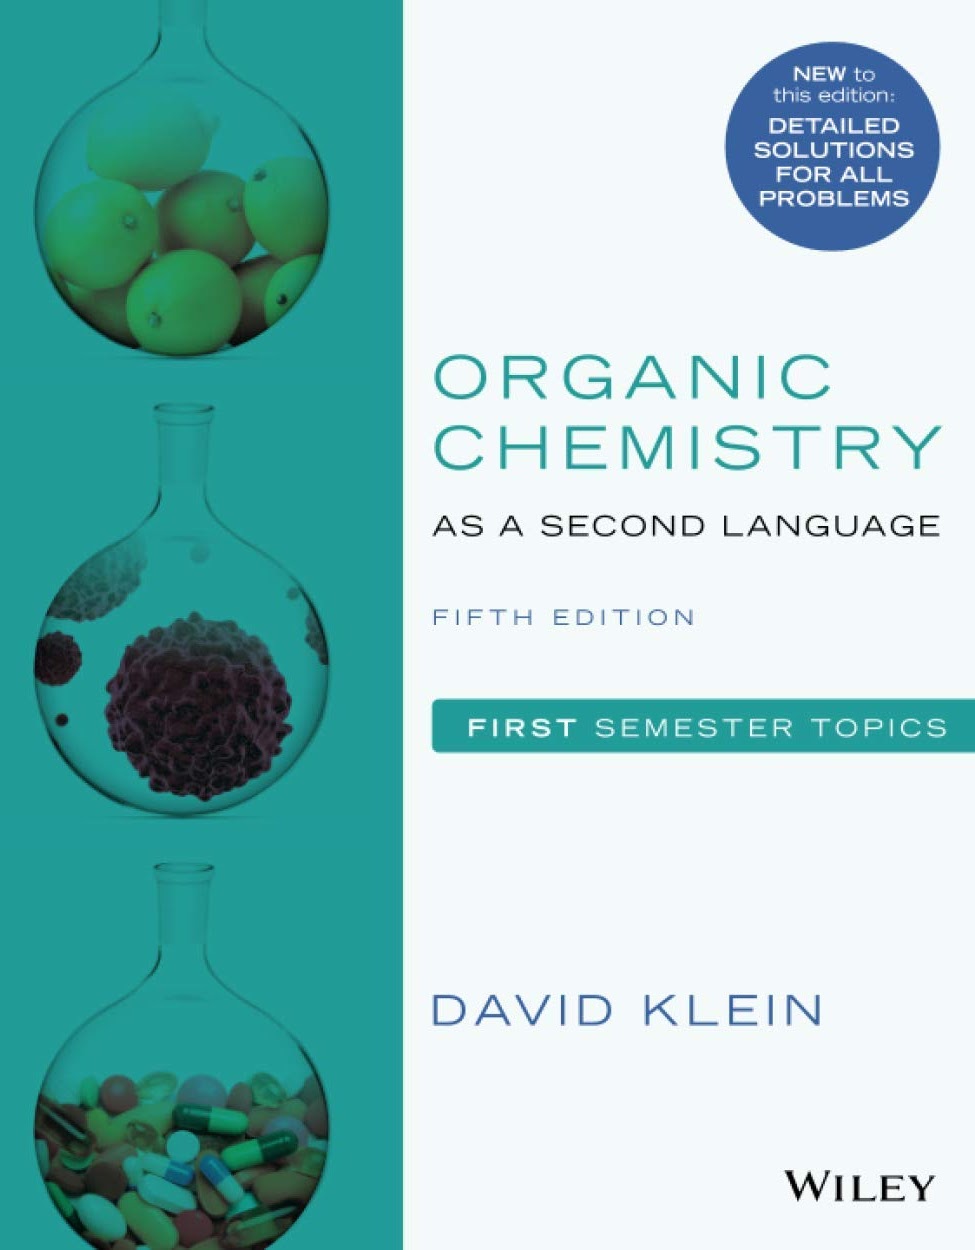 NEW to
this edition:
DETAILED
SOLUTIONS
FOR ALL
PROBLEMS
ORGANIC
CHEMISTRY
AS A SECOND LANGUAGE
FIFTH EDITION
FIRST SEMESTER TOPICS
DAVID KLEIN
WILEY